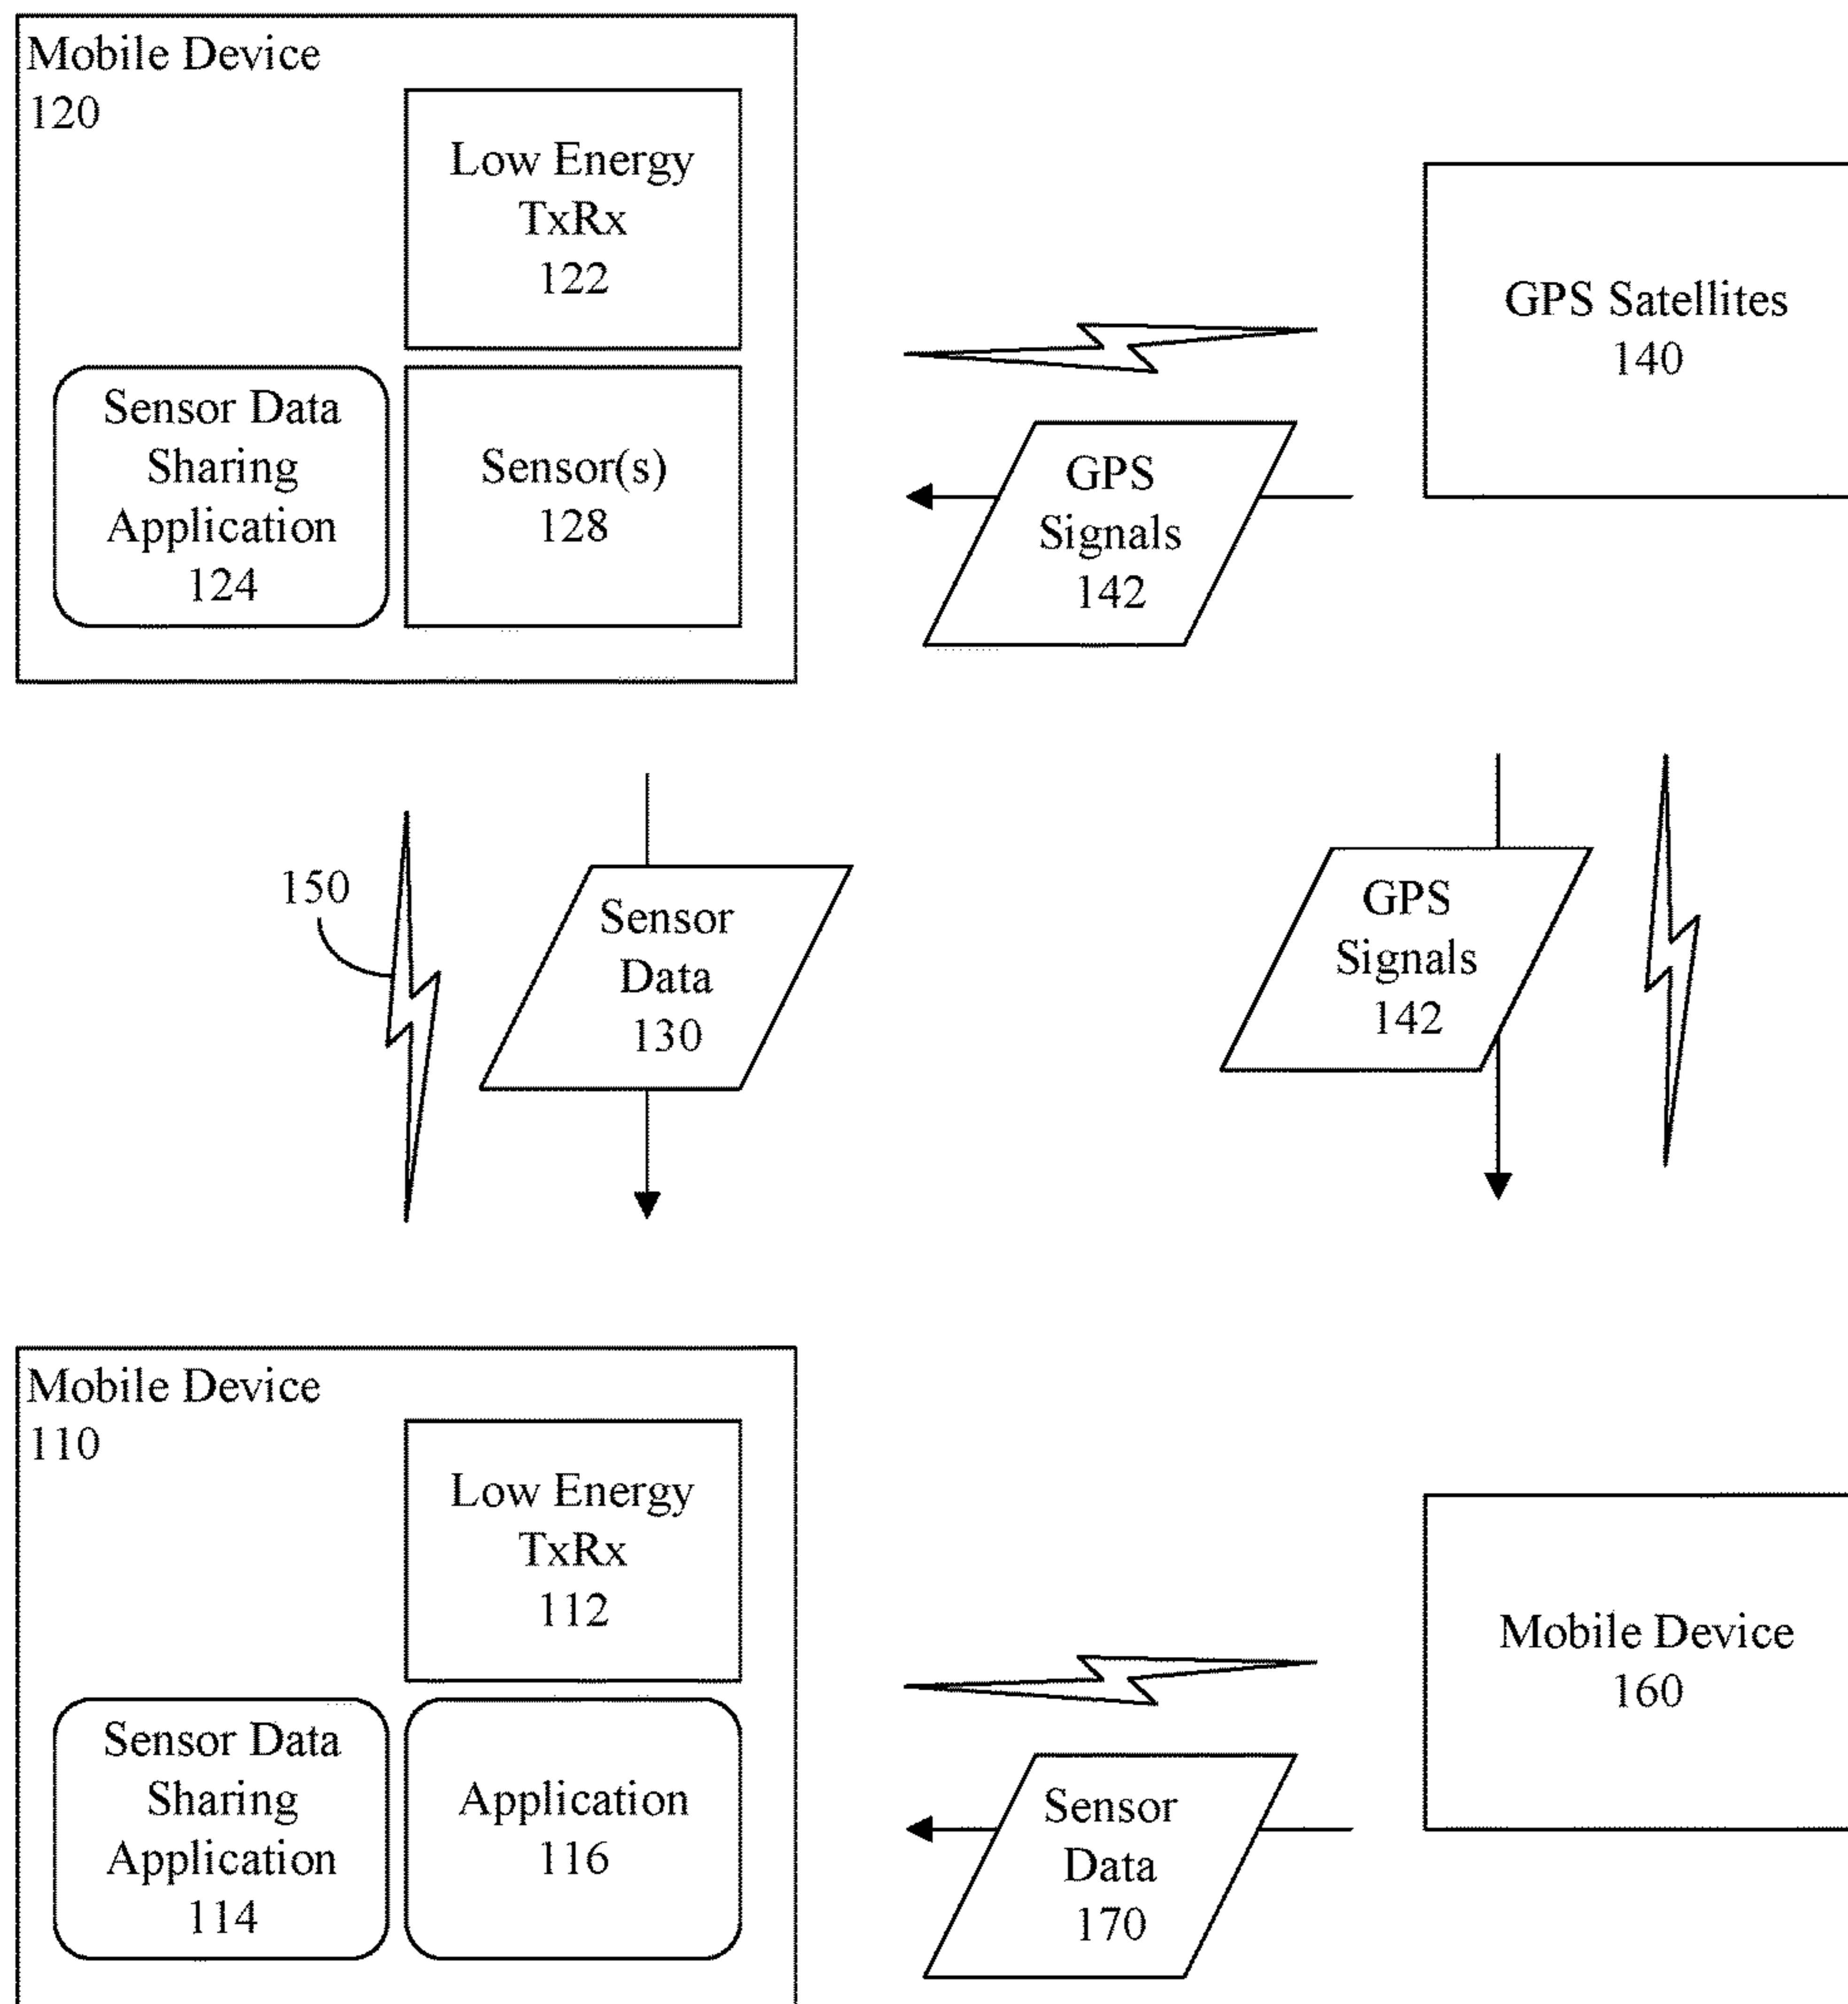 Mobile Device
120
Low Energy
TxRx
122
Sensor Data
Sharing
Application
124
Sensor(s)
128
GPS Satellites
140
GPS
Signals
142
150
Sensor
Data
130
GPS
Signals
142
Mobile Device
110
Low Energy
TxRx
112
Sensor Data
Sharing
Application
114
Application
116
Mobile Device
160
Sensor
Data
170